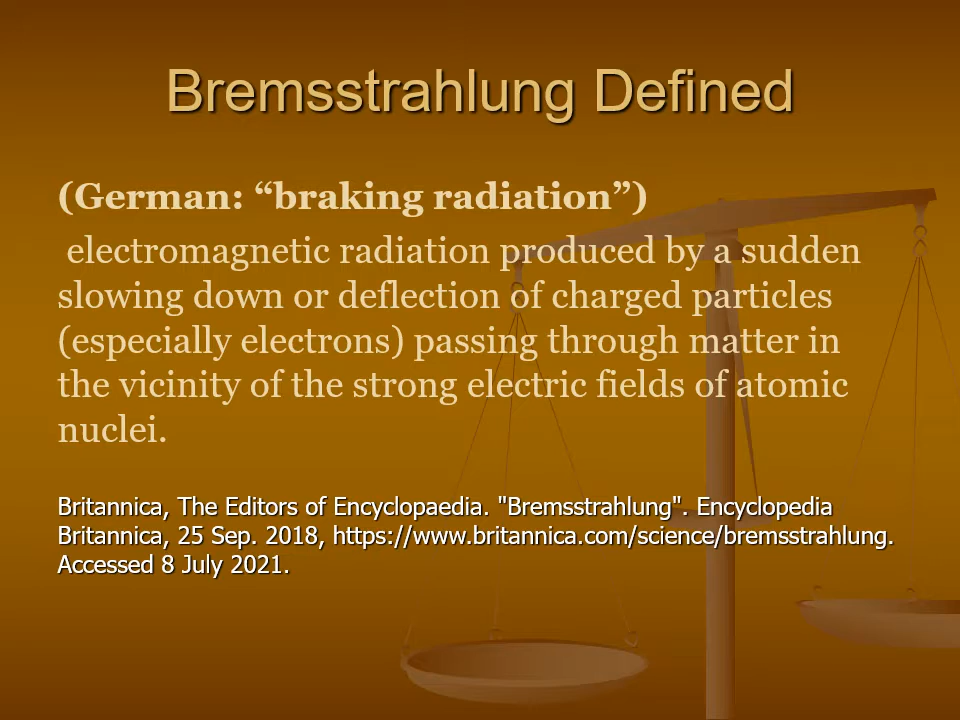 Bremsstrahlung Defined
(German: “braking radiation”)
electromagnetic radiation produced by a sudden
slowing down or deflection of charged particles
(especially electrons) passing through matter in
the vicinity of the strong electric fields of atomic
nuclei.
Britannica, The Editors of Encyclopaedia. "Bremsstrahlung". Encyclopedia
Britannica, 25 Sep. 2018, https://www.britannica.com/science/bremsstrahlung.
Accessed 8 July 2021.